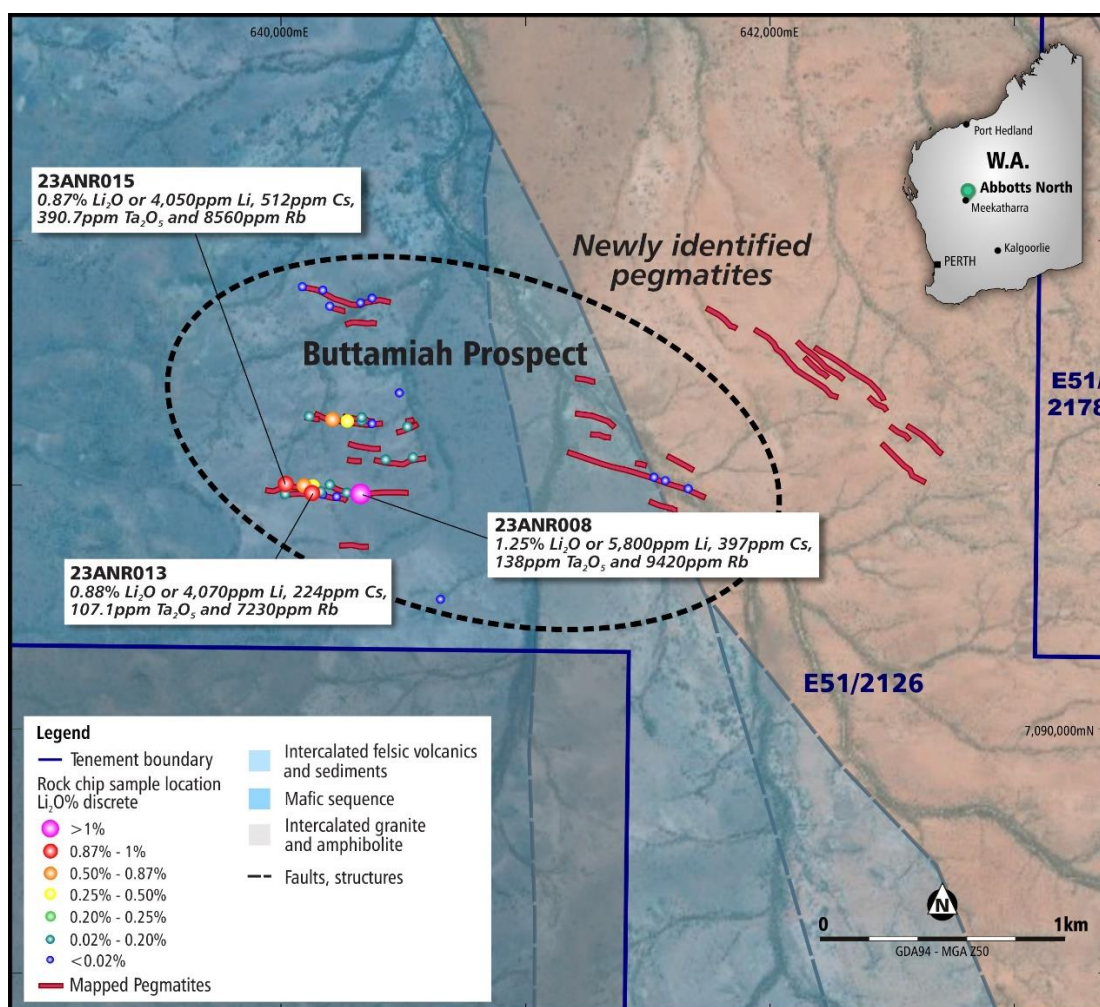 640,000mE
642,000mE
Port Hedland
W.A.
Abbotts North
Meekatharra
Kalgoorlie
PERTH
23ANR015
0.87% Li₂O or 4,050ppm Li, 512ppm Cs,
390.7ppm Ta₂O₅ and 8560ppm Rb
Newly identified
pegmatites
Buttamiah Prospect
E51/
2178
23ANR008
1.25% Li₂O or 5,800ppm Li, 397ppm Cs,
138ppm Ta₂O₅ and 9420ppm Rb
23ANR013
0.88% Li₂O or 4,070ppm Li, 224ppm Cs,
107.1ppm Ta₂O₅ and 7230ppm Rb
E51/2126
7,090,000mN
Legend
Tenement boundary
Rock chip sample location
Li₂O% discrete
>1%
0.87% - 1%
0.50% - 0.87%
0.25% - 0.50%
0.20% - 0.25%
0.02% - 0.20%
<0.02%
Mapped Pegmatites
Intercalated felsic volcanics
and sediments
Mafic sequence
Intercalated granite
and amphibolite
Faults, structures
N
0
1km
GDA94 - MGA Z50